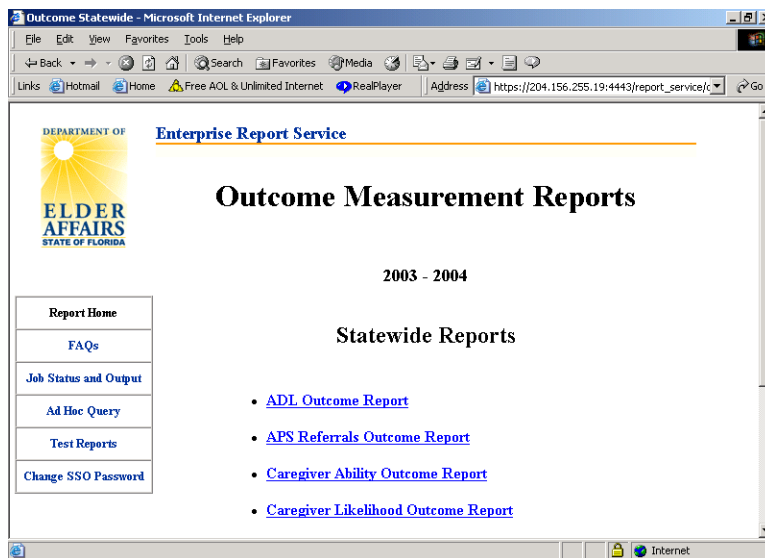 Outcome Statewide - Microsoft Internet Explorer
File Edit View Favorites Tools Help
Back Search Favorites Media
Links Hotmail Home Free AOL & Unlimited Internet RealPlayer Address https://204.156.255.19:4443/report_service/c Go
DEPARTMENT OF
ELDER
AFFAIRS
STATE OF FLORIDA
Enterprise Report Service
Outcome Measurement Reports
2003 - 2004
Statewide Reports
Report Home
FAQs
Job Status and Output
Ad Hoc Query
Test Reports
Change SSO Password
• ADL Outcome Report
• APS Referrals Outcome Report
• Caregiver Ability Outcome Report
• Caregiver Likelihood Outcome Report
Internet